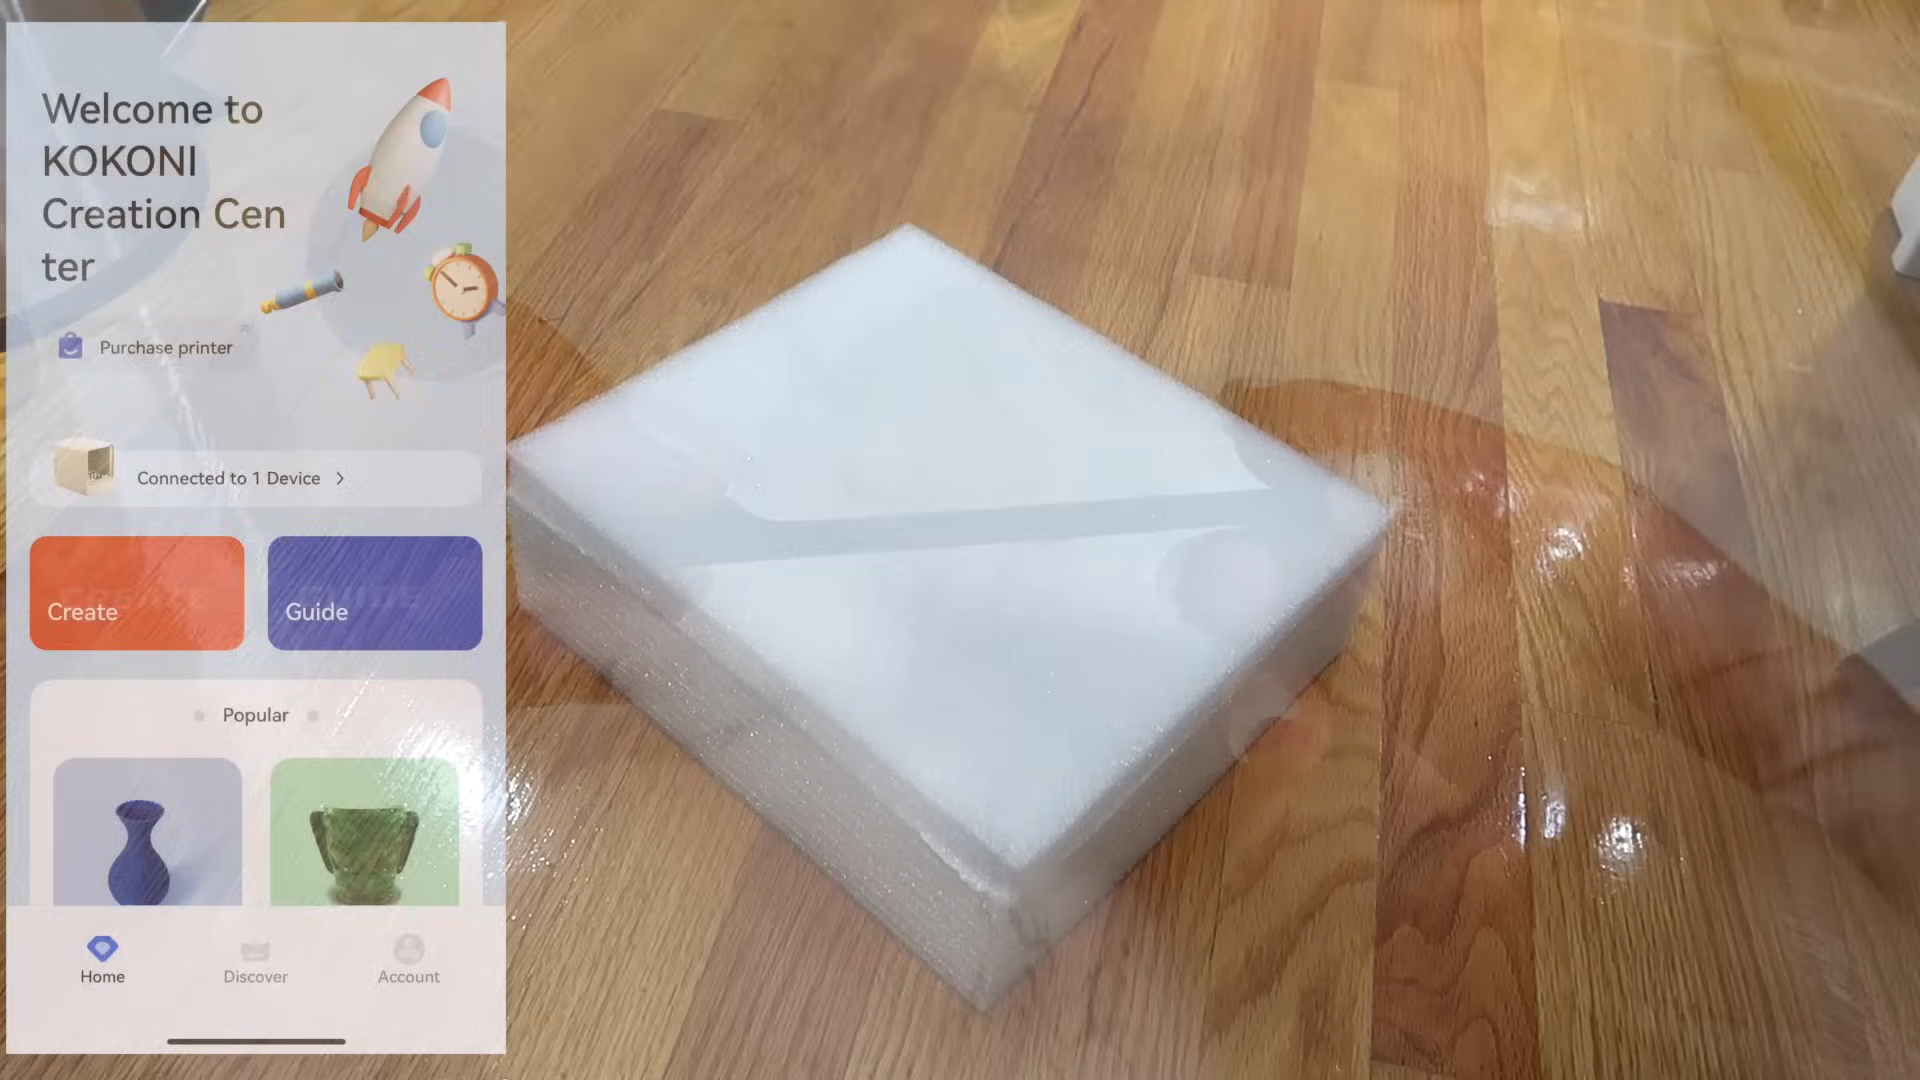 Welcome to
KOKONI
Creation Cen
ter
Purchase printer
Connected to 1 Device >
Create
Guide
Popular
Home
Discover
Account